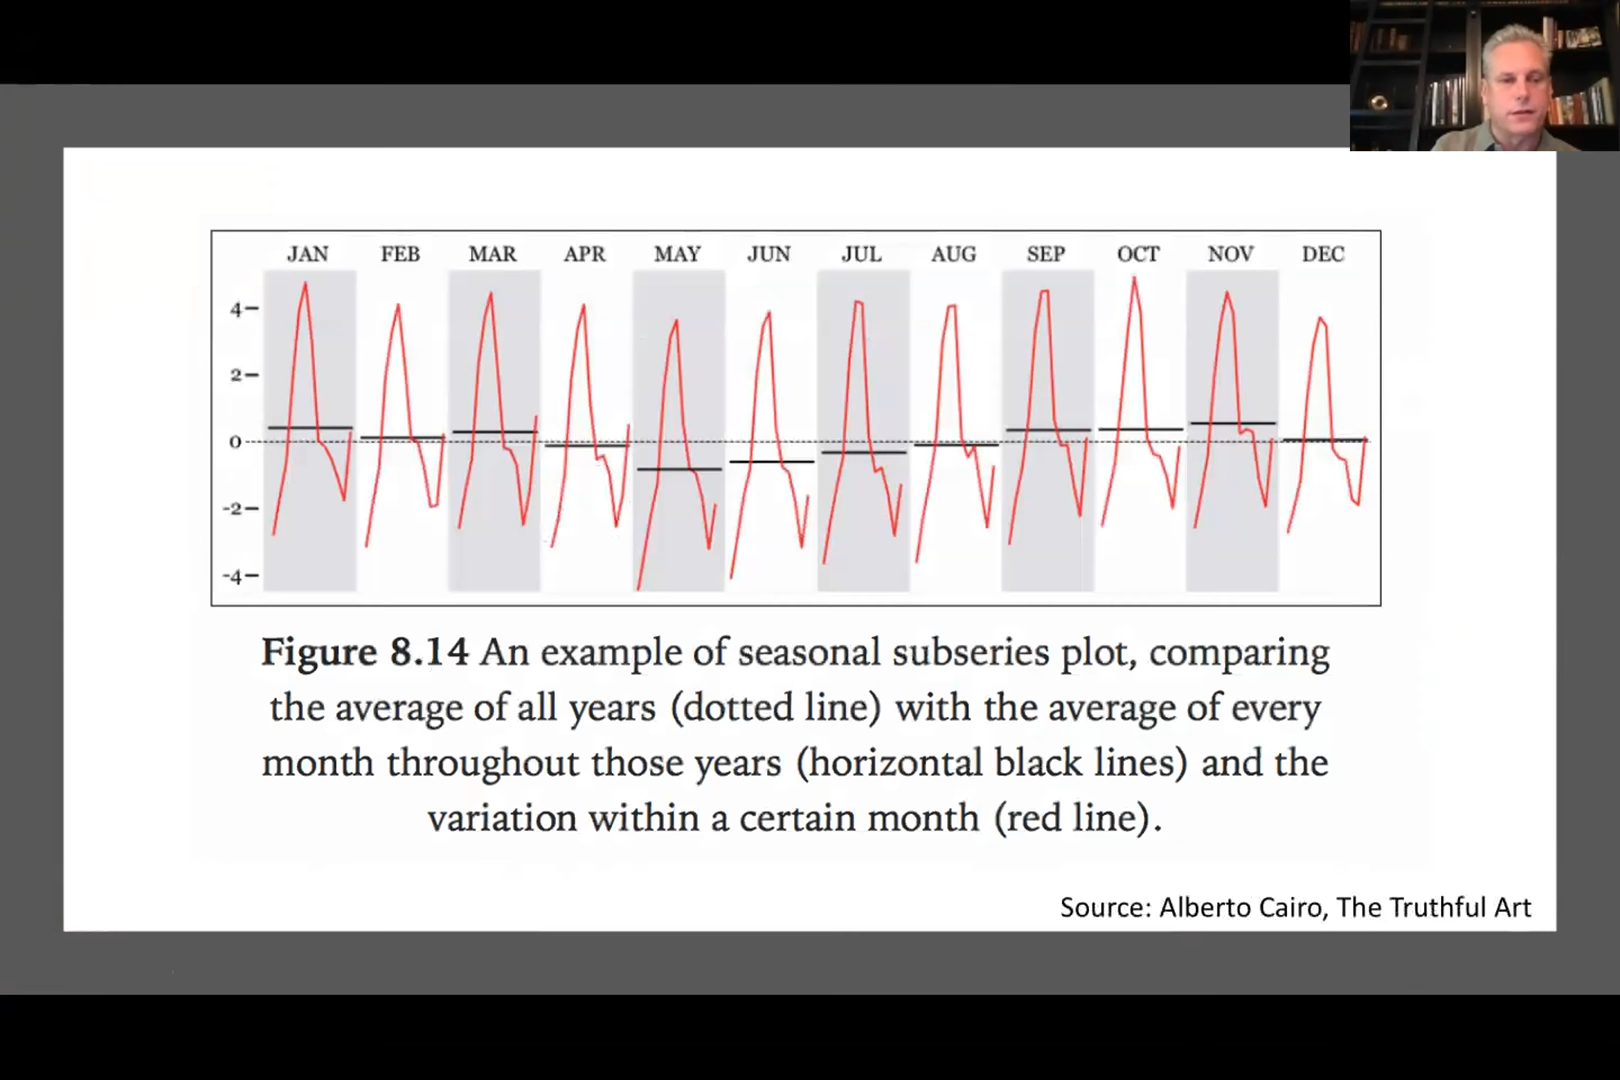 JAN FEB MAR APR MAY JUN JUL AUG SEP OCT NOV DEC
4
2
0
-2
-4
Figure 8.14 An example of seasonal subseries plot, comparing
the average of all years (dotted line) with the average of every
month throughout those years (horizontal black lines) and the
variation within a certain month (red line).
Source: Alberto Cairo, The Truthful Art